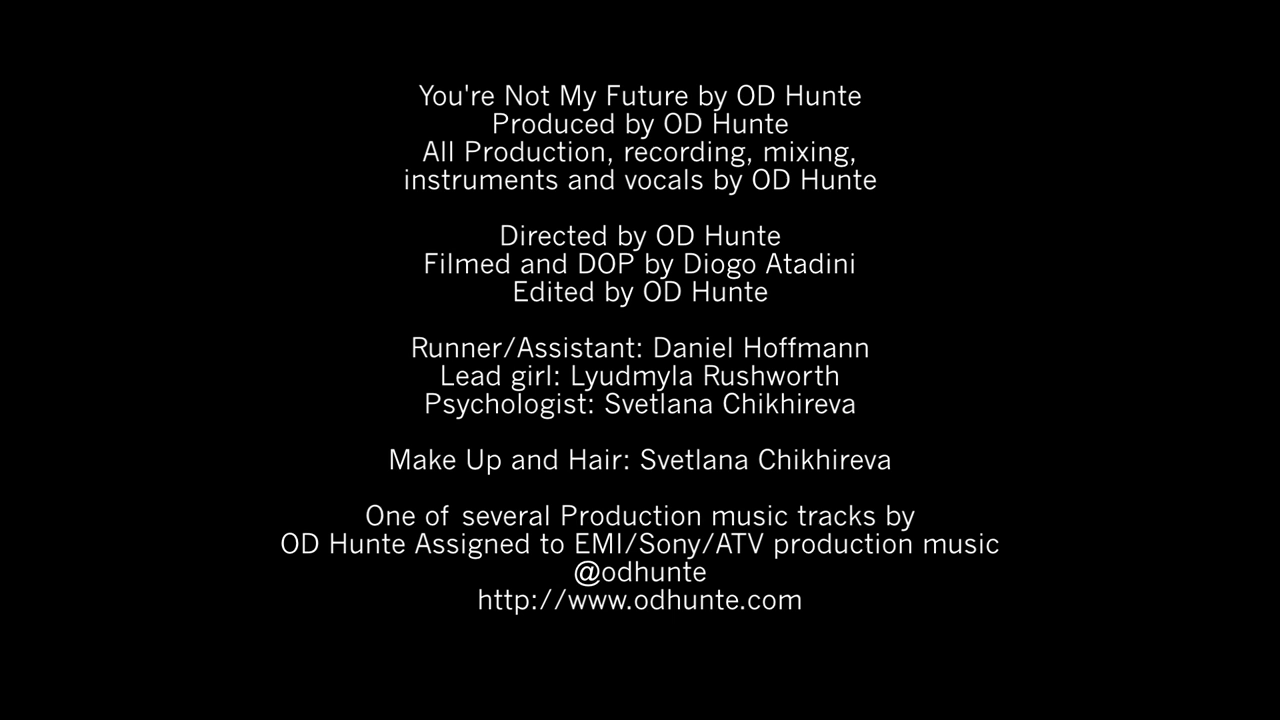 You're Not My Future by OD Hunte
Produced by OD Hunte
All Production, recording, mixing,
instruments and vocals by OD Hunte
Directed by OD Hunte
Filmed and DOP by Diogo Atadini
Edited by OD Hunte
Runner/Assistant: Daniel Hoffmann
Lead girl: Lyudmyla Rushworth
Psychologist: Svetlana Chikhireva
Make Up and Hair: Svetlana Chikhireva
One of several Production music tracks by
OD Hunte Assigned to EMI/Sony/ATV production music
@odhunte
http://www.odhunte.com